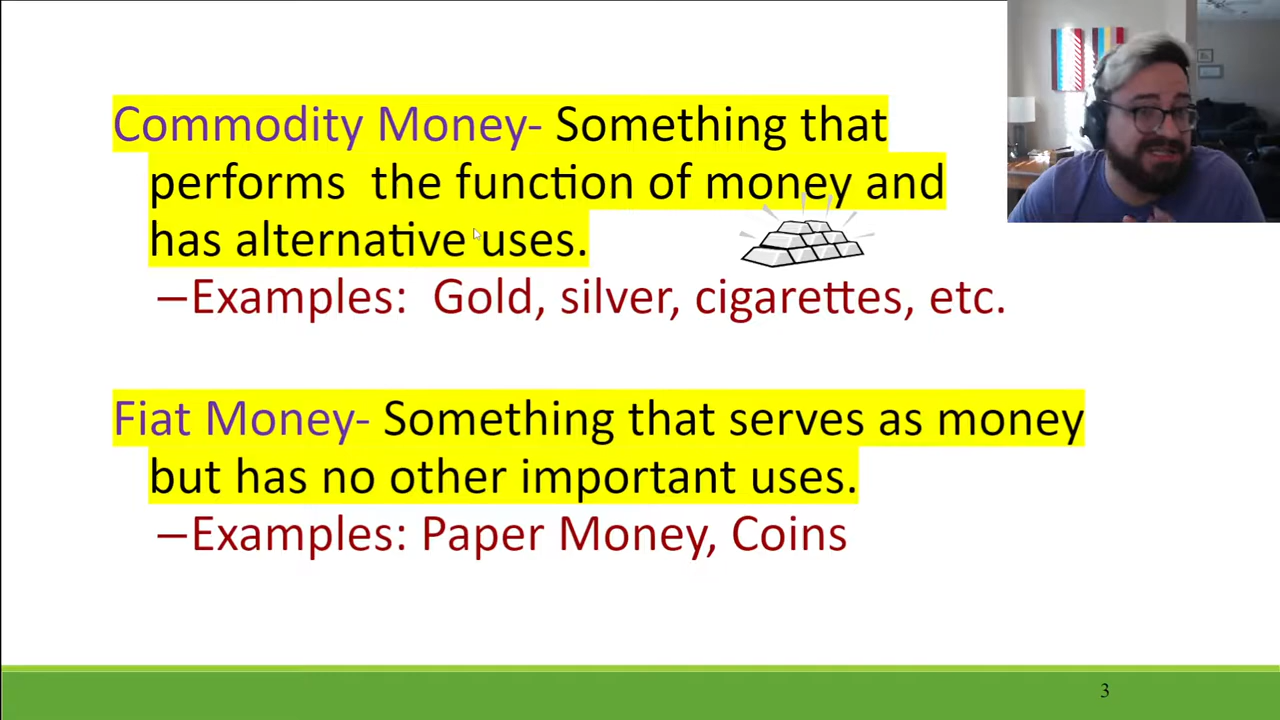 Commodity Money- Something that
performs  the function of money and
has alternative uses.
–Examples:  Gold, silver, cigarettes, etc.
Fiat Money- Something that serves as money
but has no other important uses.
–Examples: Paper Money, Coins
3